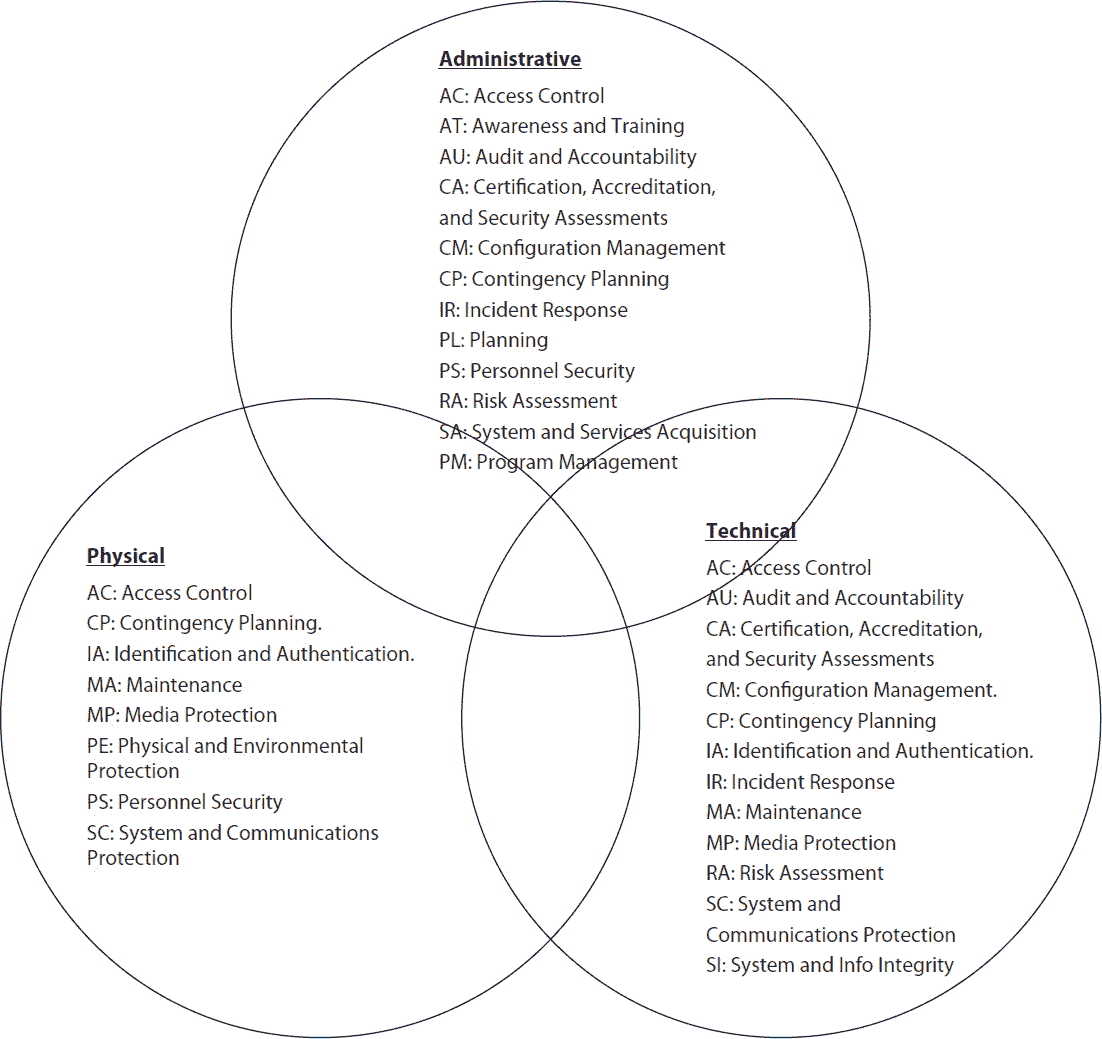 Administrative
AC: Access Control
AT: Awareness and Training
AU: Audit and Accountability
CA: Certification, Accreditation,
and Security Assessments
CM: Configuration Management
CP: Contingency Planning
IR: Incident Response
PL: Planning
PS: Personnel Security
RA: Risk Assessment
SA: System and Services Acquisition
PM: Program Management
Physical
AC: Access Control
CP: Contingency Planning.
IA: Identification and Authentication.
MA: Maintenance
MP: Media Protection
PE: Physical and Environmental
Protection
PS: Personnel Security
SC: System and Communications
Protection
Technical
AC: Access Control
AU: Audit and Accountability
CA: Certification, Accreditation,
and Security Assessments
CM: Configuration Management.
CP: Contingency Planning
IA: Identification and Authentication.
IR: Incident Response
MA: Maintenance
MP: Media Protection
RA: Risk Assessment
SC: System and
Communications Protection
SI: System and Info Integrity